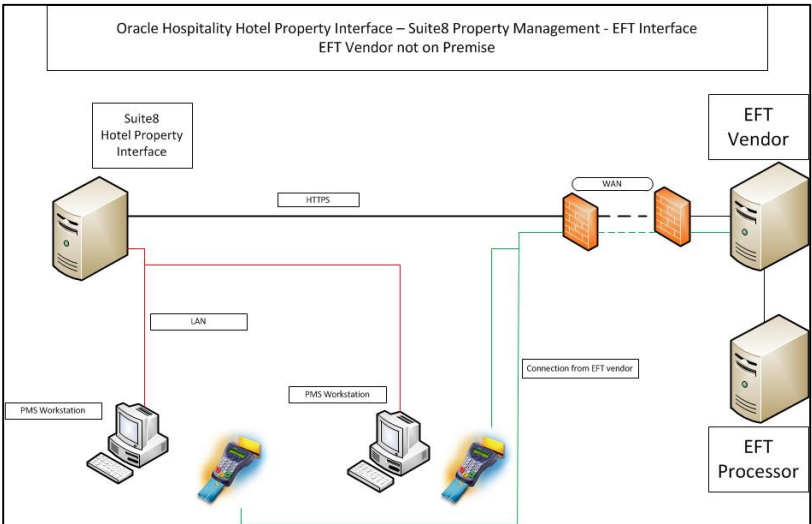 Oracle Hospitality Hotel Property Interface – Suite8 Property Management - EFT Interface
EFT Vendor not on Premise
Suite8
Hotel Property
Interface
EFT
Vendor
WAN
HTTPS
LAN
Connection from EFT vendor
PMS Workstation
PMS Workstation
EFT
Processor